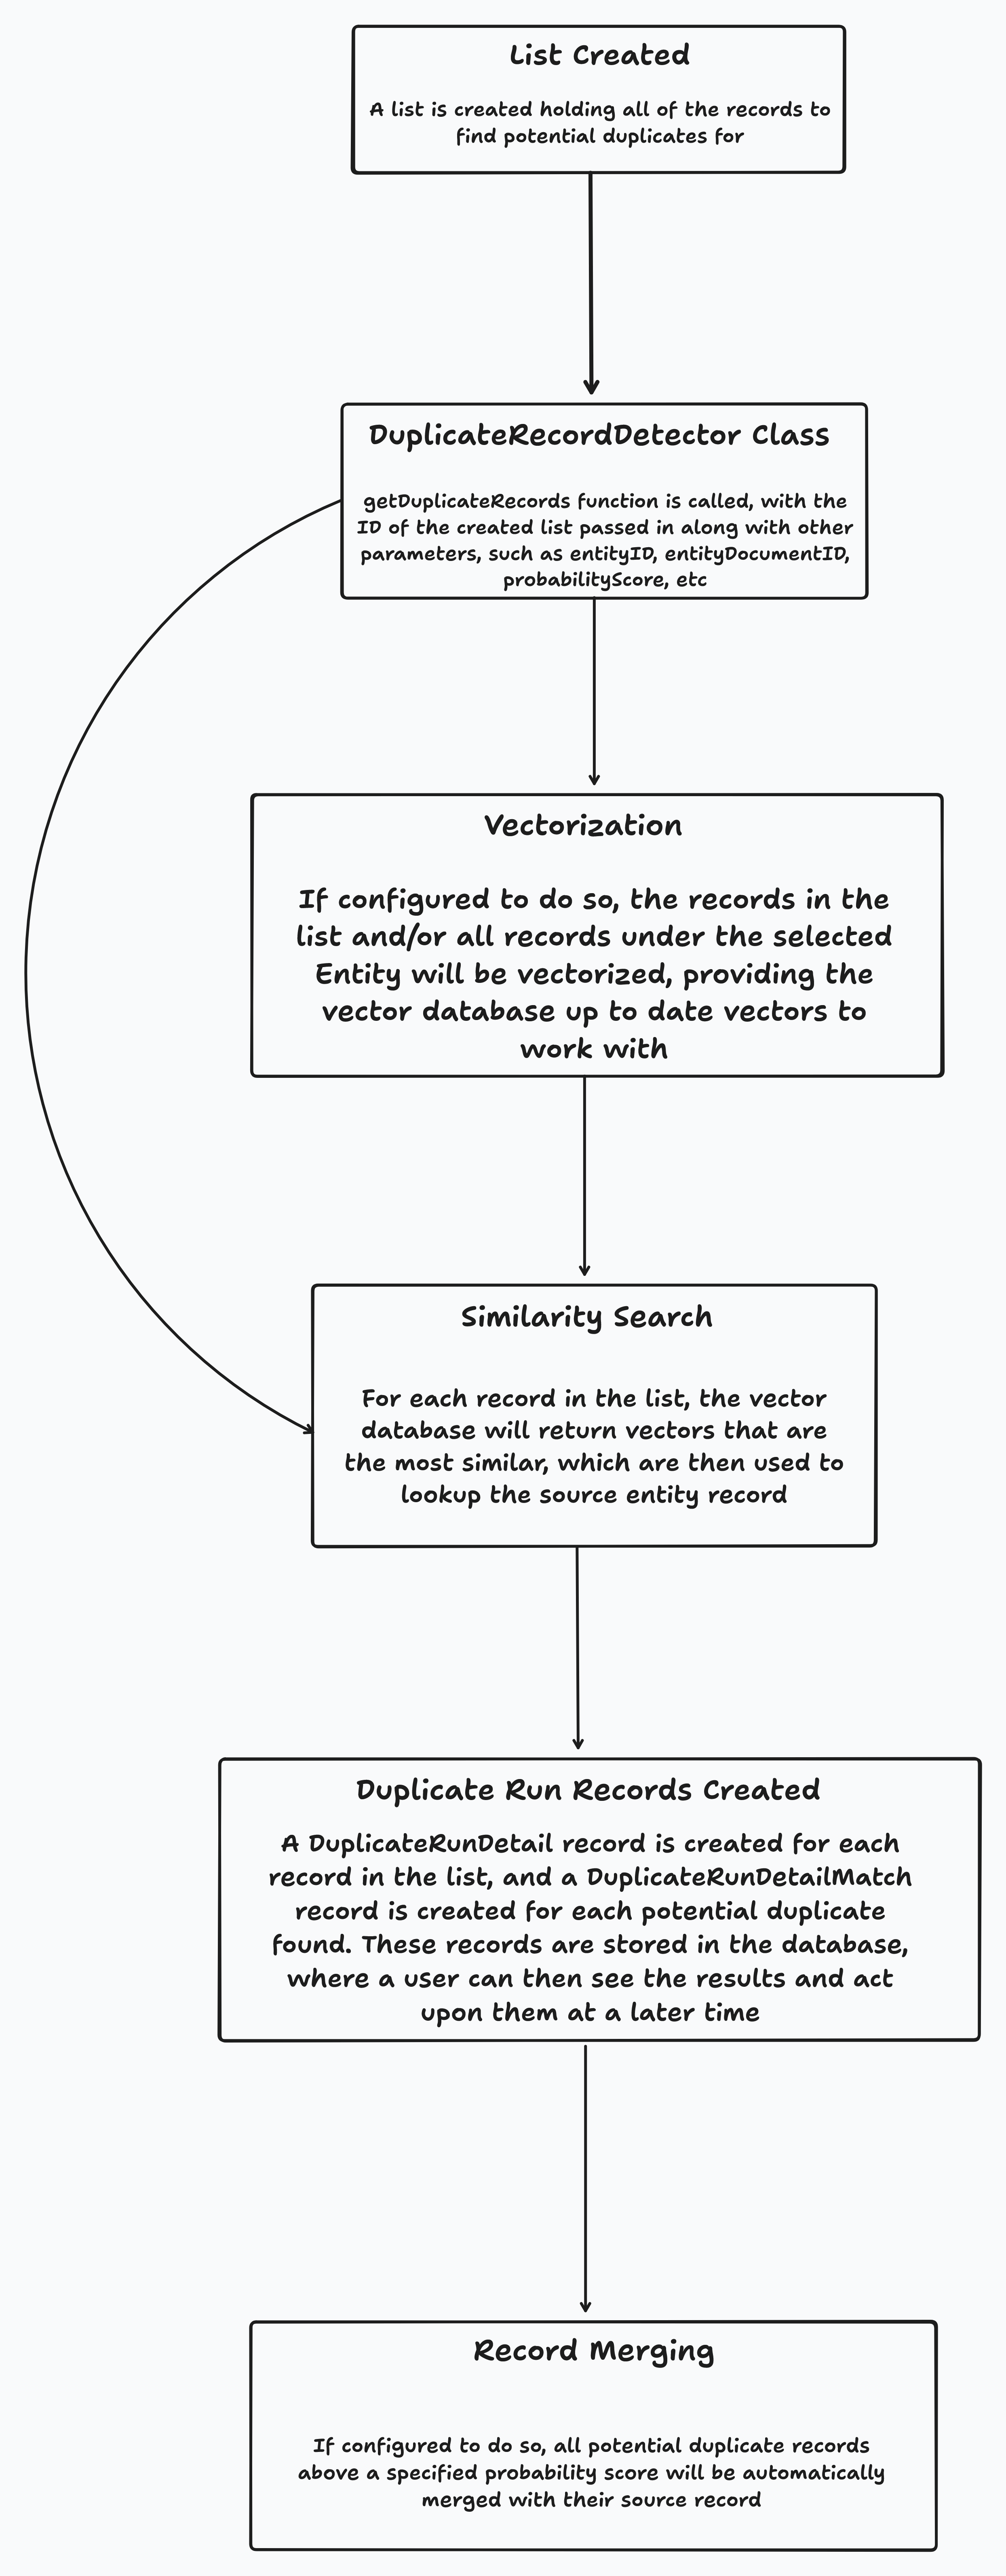 List Created
A list is created holding all of the records to
find potential duplicates for
DuplicateRecordDetector Class
getDuplicateRecords function is called, with the
ID of the created list passed in along with other
parameters, such as entityID, entityDocumentID,
probabilityScore, etc
Vectorization
If configured to do so, the records in the
list and/or all records under the selected
Entity will be vectorized, providing the
vector database up to date vectors to
work with
Similarity Search
For each record in the list, the vector
database will return vectors that are
the most similar, which are then used to
lookup the source entity record
Duplicate Run Records Created
A DuplicateRunDetail record is created for each
record in the list, and a DuplicateRunDetailMatch
record is created for each potential duplicate
found. These records are stored in the database,
where a user can then see the results and act
upon them at a later time
Record Merging
If configured to do so, all potential duplicate records
above a specified probability score will be automatically
merged with their source record